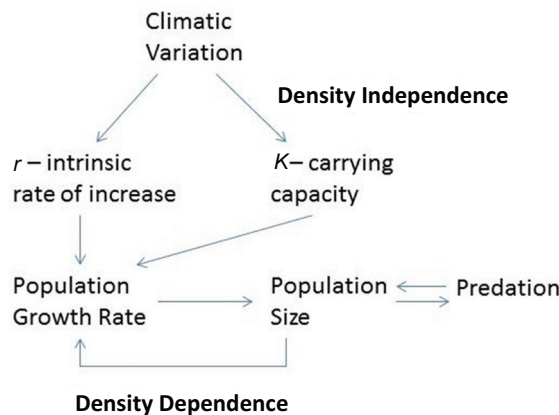 Climatic
Variation
Density Independence
r – intrinsic
rate of increase
K– carrying
capacity
Population
Growth Rate
Population
Size
Predation
Density Dependence